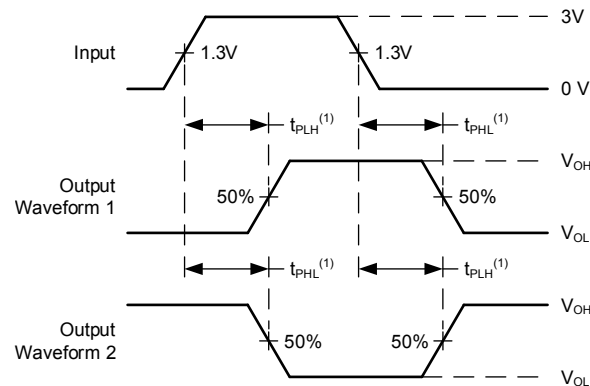 3V
Input
1.3V
1.3V
0 V
tPLH(1)
tPHL(1)
VOH
Output
Waveform 1
50%
50%
VOL
tPHL(1)
tPLH(1)
VOH
Output
Waveform 2
50%
50%
VOL